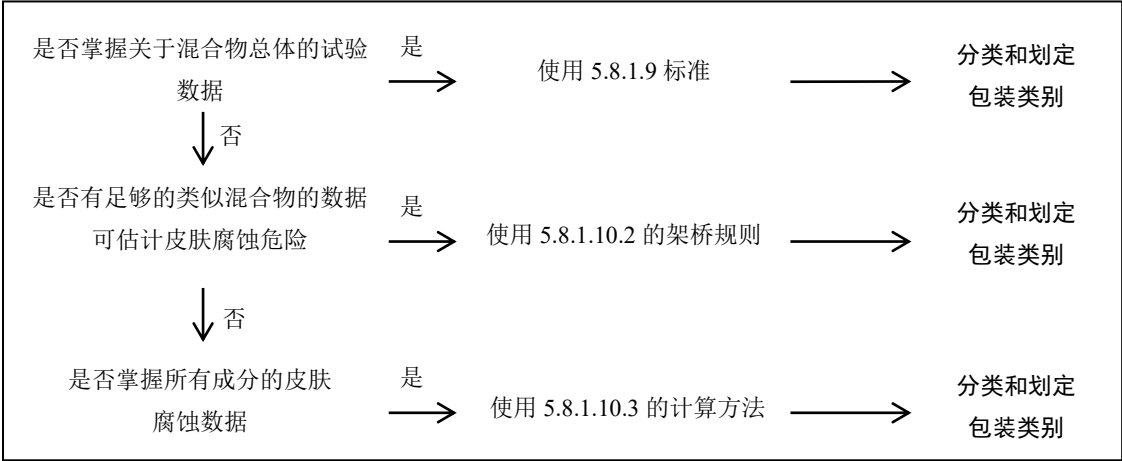 是否掌握关于混合物总体的试验
数据
是
使用 5.8.1.9 标准
分类和划定
包装类别
否
是否有足够的类似混合物的数据
可估计皮肤腐蚀危险
是
使用 5.8.1.10.2 的架桥规则
分类和划定
包装类别
否
是否掌握所有成分的皮肤
腐蚀数据
是
使用 5.8.1.10.3 的计算方法
分类和划定
包装类别